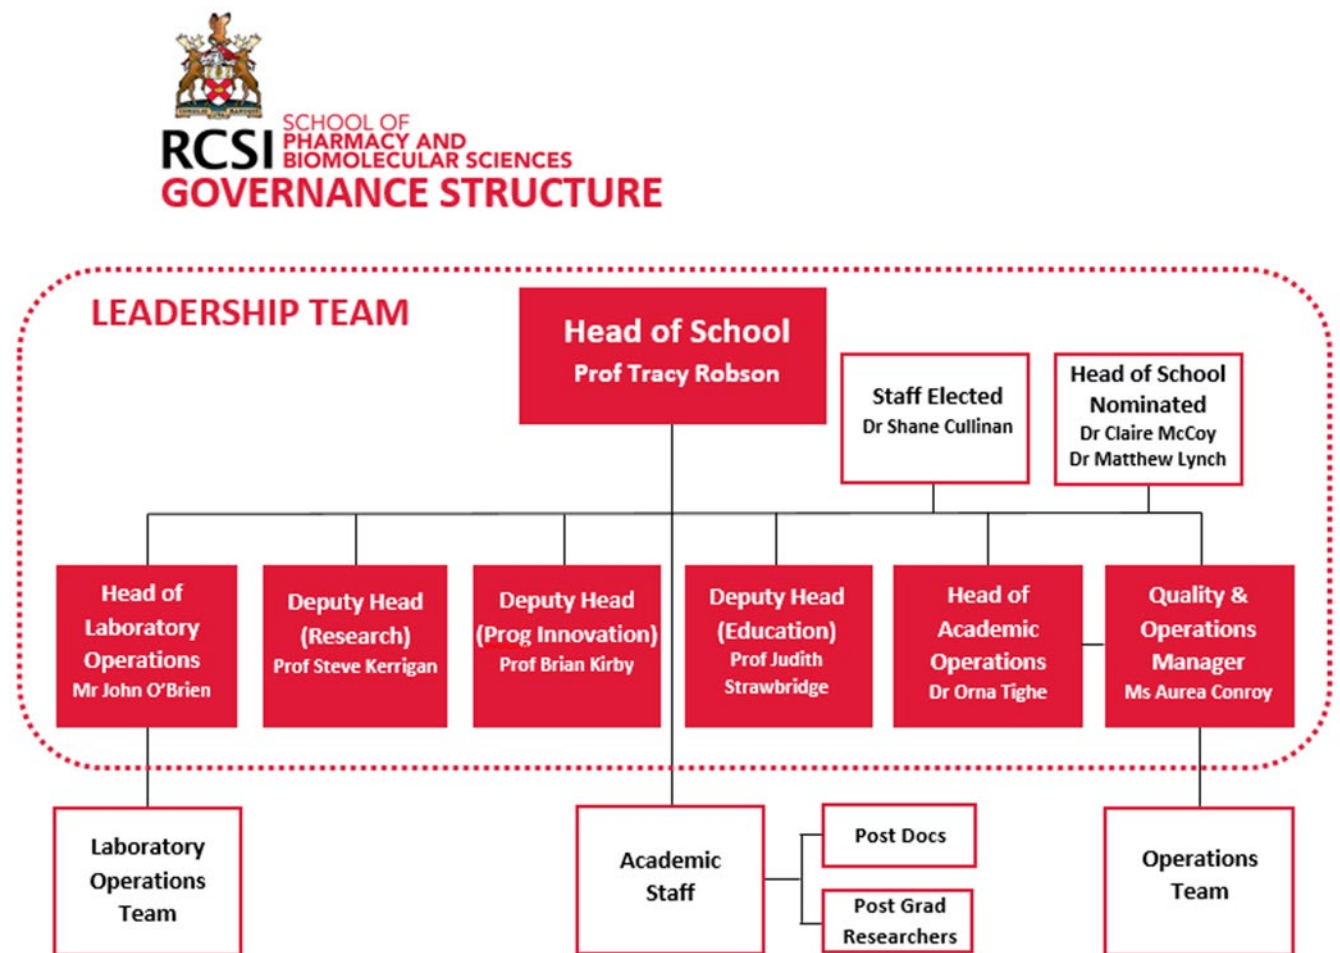 RCSI
SCHOOL OF
PHARMACY AND
BIOMOLECULAR SCIENCES
GOVERNANCE STRUCTURE
LEADERSHIP TEAM
Head of School
Prof Tracy Robson
Staff Elected
Dr Shane Cullinan
Head of School
Nominated
Dr Claire McCoy
Dr Matthew Lynch
Head of
Laboratory
Operations
Mr John O'Brien
Deputy Head
(Research)
Prof Steve Kerrigan
Deputy Head
(Prog Innovation)
Prof Brian Kirby
Deputy Head
(Education)
Prof Judith
Strawbridge
Head of
Academic
Operations
Dr Orna Tighe
Quality &
Operations
Manager
Ms Aurea Conroy
Laboratory
Operations
Team
Academic
Staff
Post Docs
Post Grad
Researchers
Operations
Team